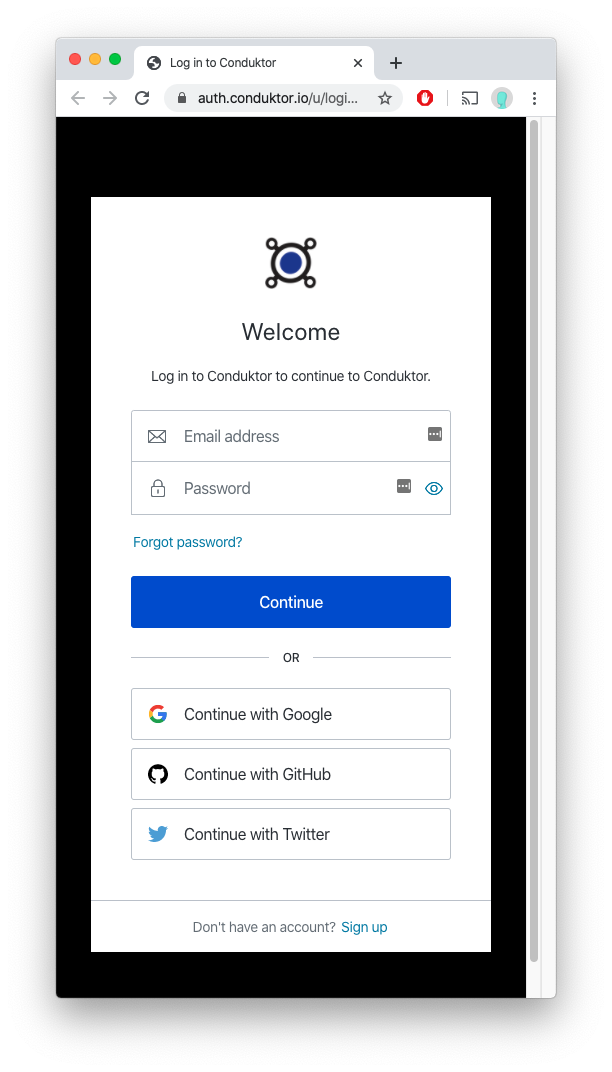 Log in to Conduktor
auth.conduktor.io/u/logi...
Welcome
Log in to Conduktor to continue to Conduktor.
Email address
Password
Forgot password?
Continue
OR
Continue with Google
Continue with GitHub
Continue with Twitter
Don't have an account? Sign up